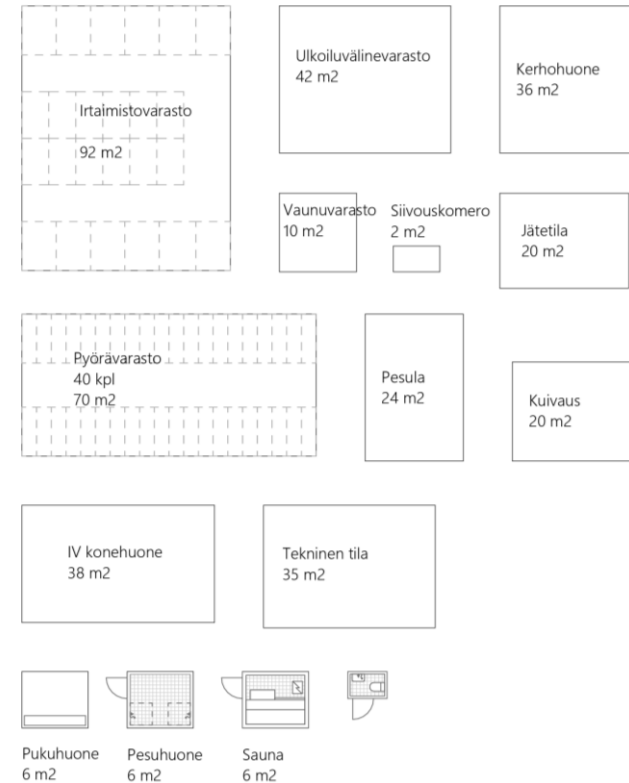 Irtaimistovarasto
92 m2
Ulkoiluvälinevarasto
42 m2
Kerhohuone
36 m2
Vaunuvarasto
10 m2
Siivouskomero
2 m2
Jätetila
20 m2
Pyörävarasto
40 kpl
70 m2
Pesula
24 m2
Kuivaus
20 m2
IV konehuone
38 m2
Tekninen tila
35 m2
Pukuhuone
6 m2
Pesuhuone
6 m2
Sauna
6 m2